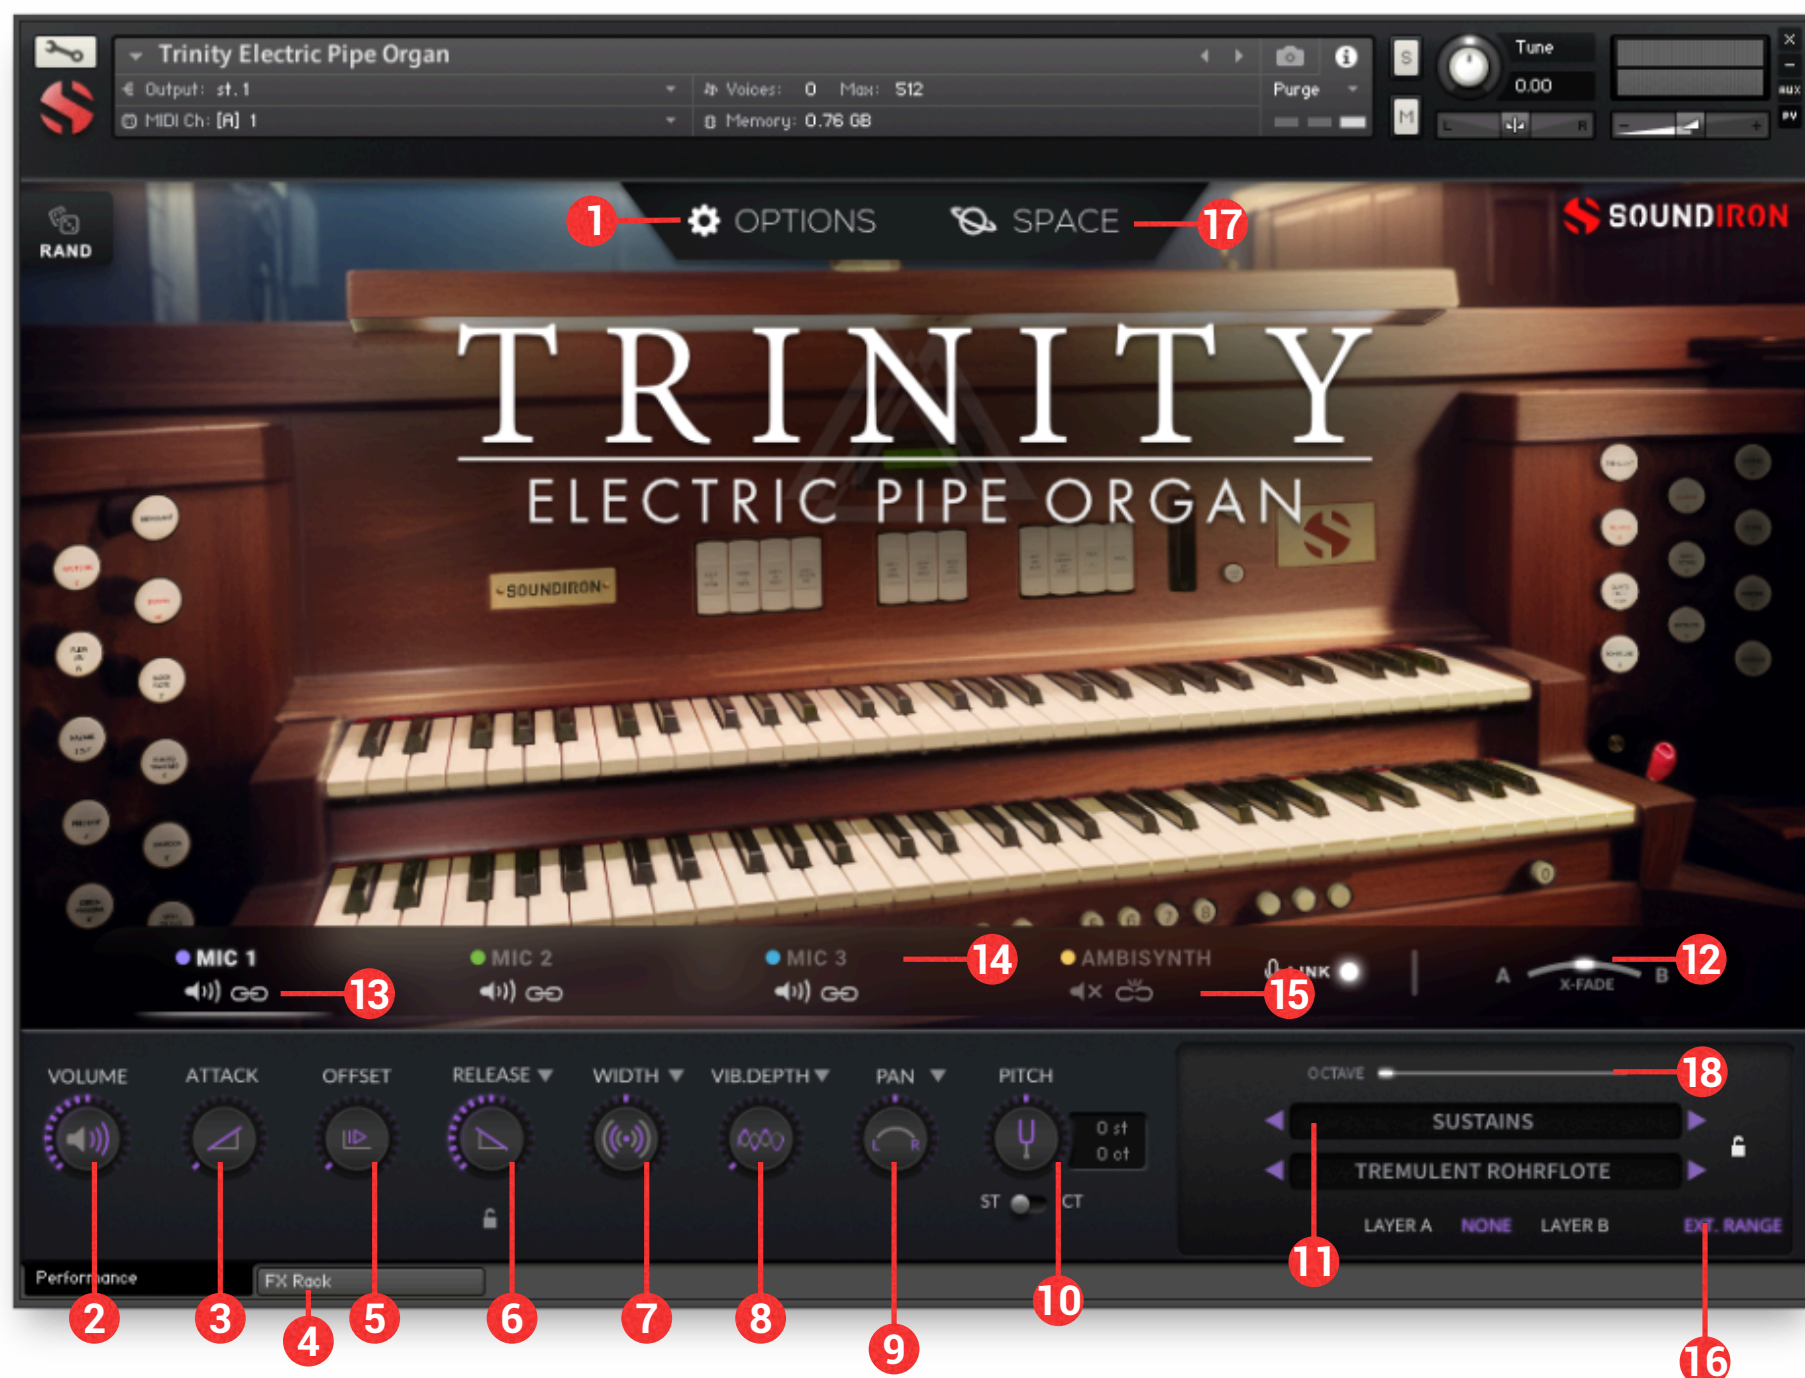 Trinity Electric Pipe Organ
Output: st.1
Voices: 0 Max: 512
Purge
MIDI Ch: [A] 1
Memory: 0.76 GB
S
M
Tune
0.00
L
R
-
+
X
-
AUX
PV
RAND
1
OPTIONS
SPACE
17
SOUNDIRON
TRINITY
ELECTRIC PIPE ORGAN
SOUNDIRON
MIC 1
MIC 2
MIC 3
14
AMBISYNTH
13
15
A
X-FADE
B
12
VOLUME
ATTACK
OFFSET
RELEASE
WIDTH
VIB.DEPTH
PAN
PITCH
L
R
0 st
0 ct
ST
CT
OCTAVE
18
SUSTAINS
TREMULENT ROHRFLOTE
LAYER A
NONE
LAYER B
EXT. RANGE
Performance
FX Rack
2
3
4
5
6
7
8
9
10
11
16